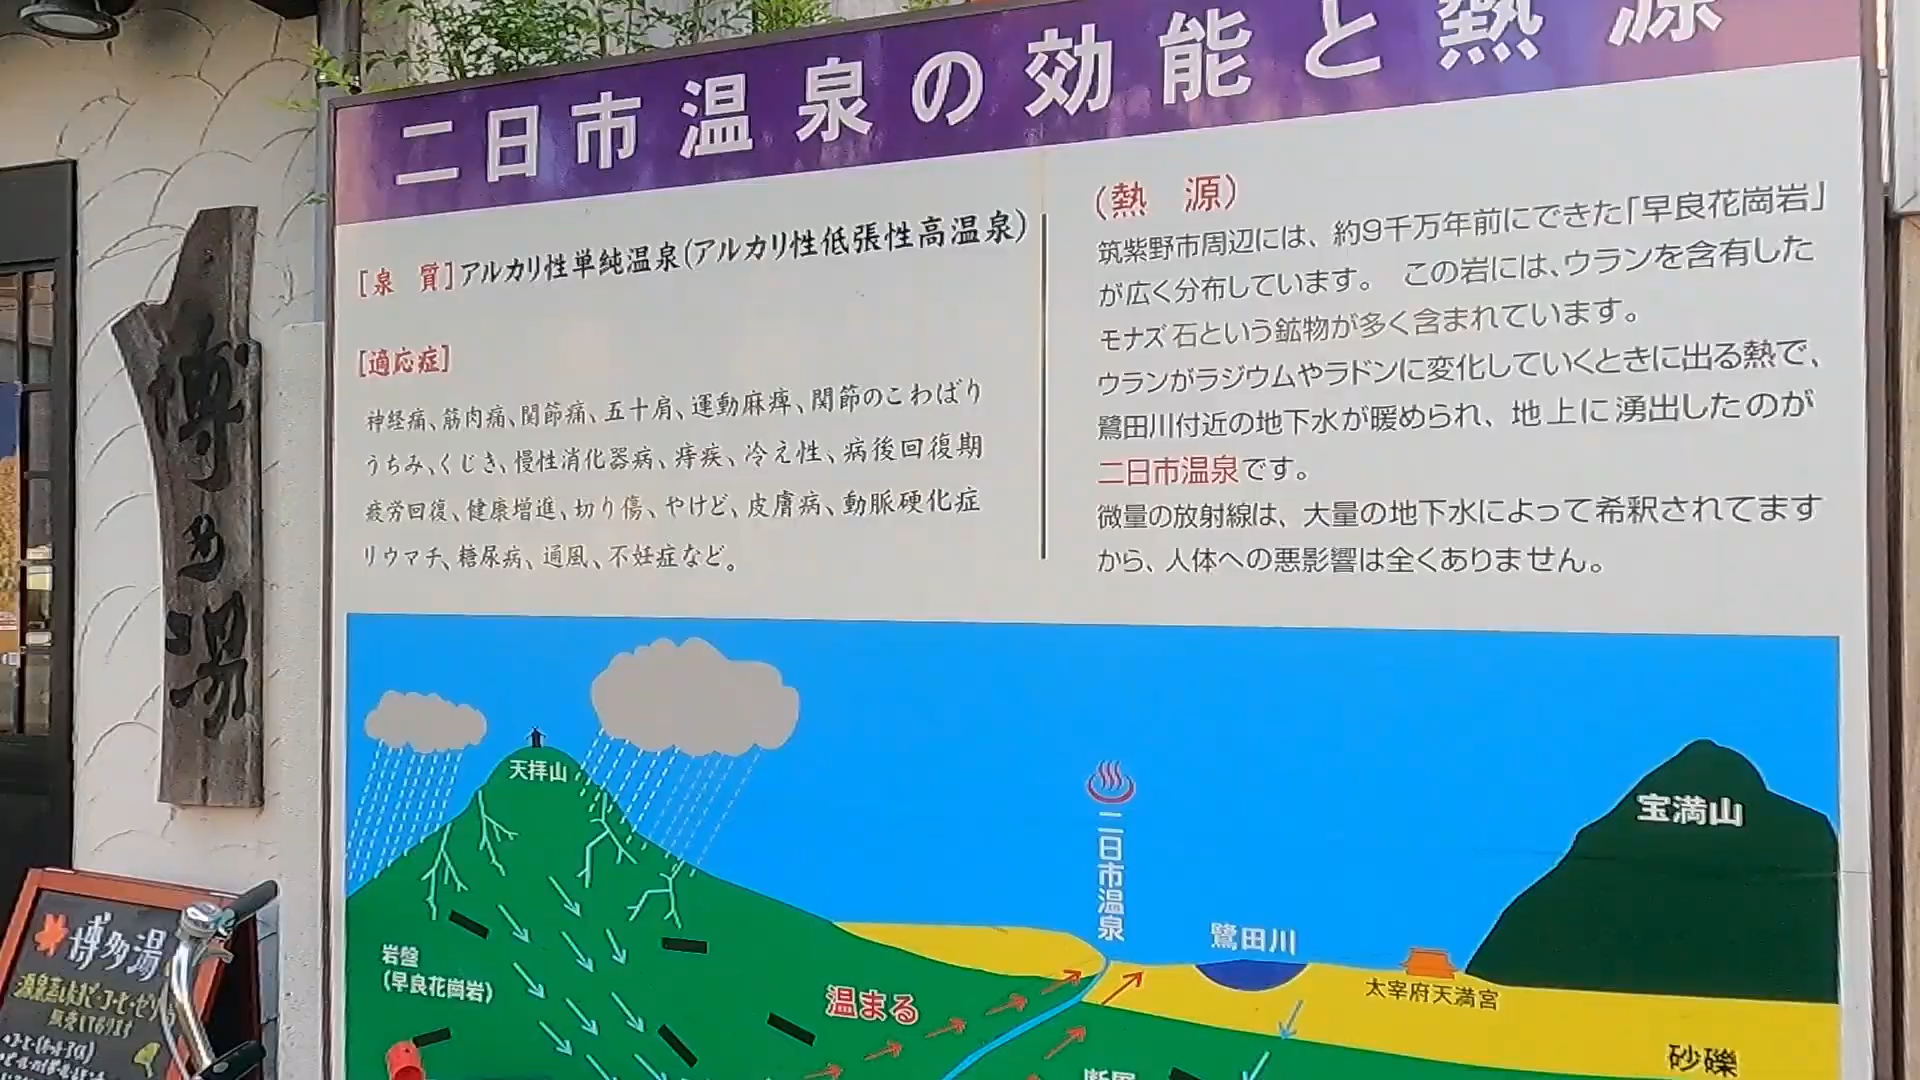 二日市温泉の効能と熱源
[泉 質]アルカリ性単純温泉(アルカリ性低張性高温泉)
[適応症]
神経痛、筋肉痛、関節痛、五十肩、運動麻痺、関節のこわばり
うちみ、くじき、慢性消化器病、痔疾、冷え性、病後回復期
疲労回復、健康増進、切り傷、やけど、皮膚病、動脈硬化症
リウマチ、糖尿病、通風、不妊症など。
(熱 源)
筑紫野市周辺には、約9千万年前にできた「早良花崗岩」
が広く分布しています。 この岩には、ウランを含有した
モナズ石という鉱物が多く含まれています。
ウランがラジウムやラドンに変化していくときに出る熱で、
鷺田川付近の地下水が暖められ、地上に湧出したのが
二日市温泉です。
微量の放射線は、大量の地下水によって希釈されてます
から、人体への悪影響は全くありません。
天拝山
二日市温泉
宝満山
鷺田川
太宰府天満宮
岩盤
(早良花崗岩)
温まる
砂礫
断層
博多湯
博多湯
販売しております